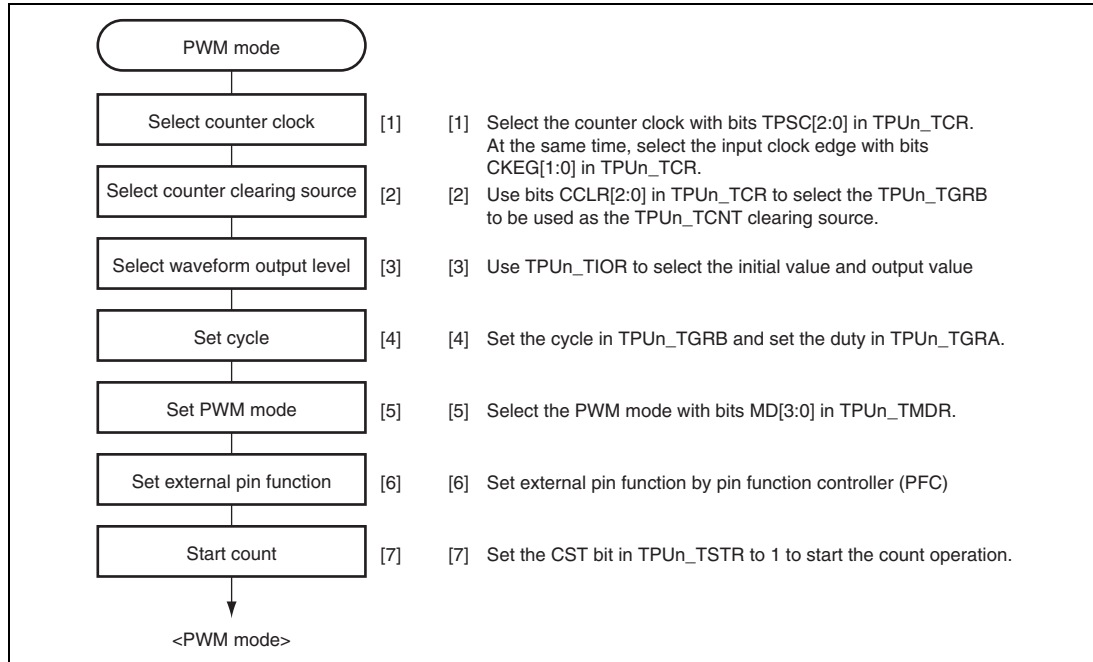 PWM mode
Select counter clock [1] [1] Select the counter clock with bits TPSC[2:0] in TPUn_TCR.
At the same time, select the input clock edge with bits
CKEG[1:0] in TPUn_TCR.
Select counter clearing source [2] [2] Use bits CCLR[2:0] in TPUn_TCR to select the TPUn_TGRB
to be used as the TPUn_TCNT clearing source.
Select waveform output level [3] [3] Use TPUn_TIOR to select the initial value and output value
Set cycle [4] [4] Set the cycle in TPUn_TGRB and set the duty in TPUn_TGRA.
Set PWM mode [5] [5] Select the PWM mode with bits MD[3:0] in TPUn_TMDR.
Set external pin function [6] [6] Set external pin function by pin function controller (PFC)
Start count [7] [7] Set the CST bit in TPUn_TSTR to 1 to start the count operation.
<PWM mode>